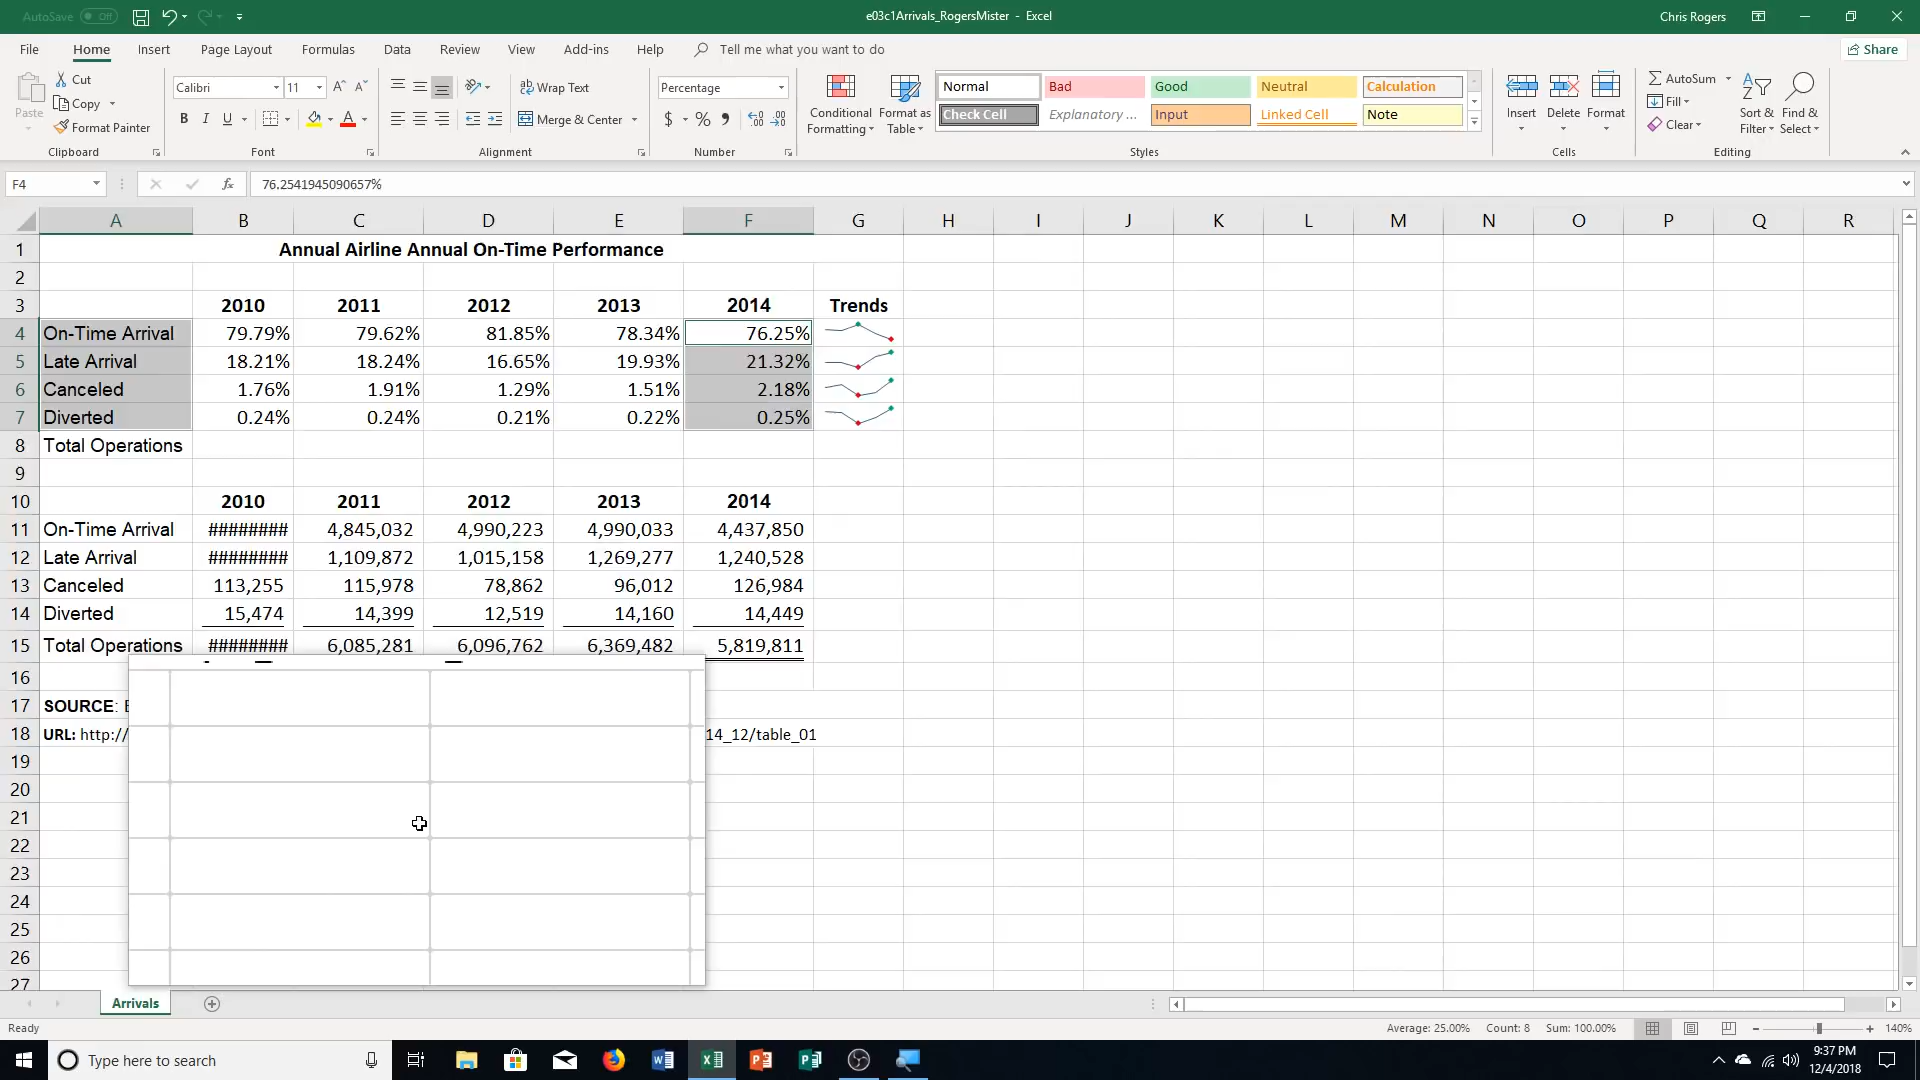 AutoSave Off e03c1Arrivals_RogersMister - Excel Chris Rogers
File Home Insert Page Layout Formulas Data Review View Add-ins Help Tell me what you want to do Share
Paste Cut Copy Format Painter Clipboard
Calibri 11 B I U A Font
Wrap Text Merge & Center Alignment
Percentage $ % , Number
Conditional Formatting Format as Table Normal Bad Good Neutral Calculation
Check Cell Explanatory ... Input Linked Cell Note Styles
Insert Delete Format Cells
AutoSum Fill Clear Sort & Filter Find & Select Editing
F4 fx 76.2541945090657%
A B C D E F G H I J K L M N O P Q R
1 Annual Airline Annual On-Time Performance
2
3 2010 2011 2012 2013 2014 Trends
4 On-Time Arrival 79.79% 79.62% 81.85% 78.34% 76.25%
5 Late Arrival 18.21% 18.24% 16.65% 19.93% 21.32%
6 Canceled 1.76% 1.91% 1.29% 1.51% 2.18%
7 Diverted 0.24% 0.24% 0.21% 0.22% 0.25%
8 Total Operations
9
10 2010 2011 2012 2013 2014
11 On-Time Arrival ######## 4,845,032 4,990,223 4,990,033 4,437,850
12 Late Arrival ######## 1,109,872 1,015,158 1,269,277 1,240,528
13 Canceled 113,255 115,978 78,862 96,012 126,984
14 Diverted 15,474 14,399 12,519 14,160 14,449
15 Total Operations ######## 6,085,281 6,096,762 6,369,482 5,819,811
16
17 SOURCE:
18 URL: http:// 14_12/table_01
19
20
21
22
23
24
25
26
27
Arrivals
Ready Average: 25.00% Count: 8 Sum: 100.00% 140%
Type here to search 9:37 PM
12/4/2018